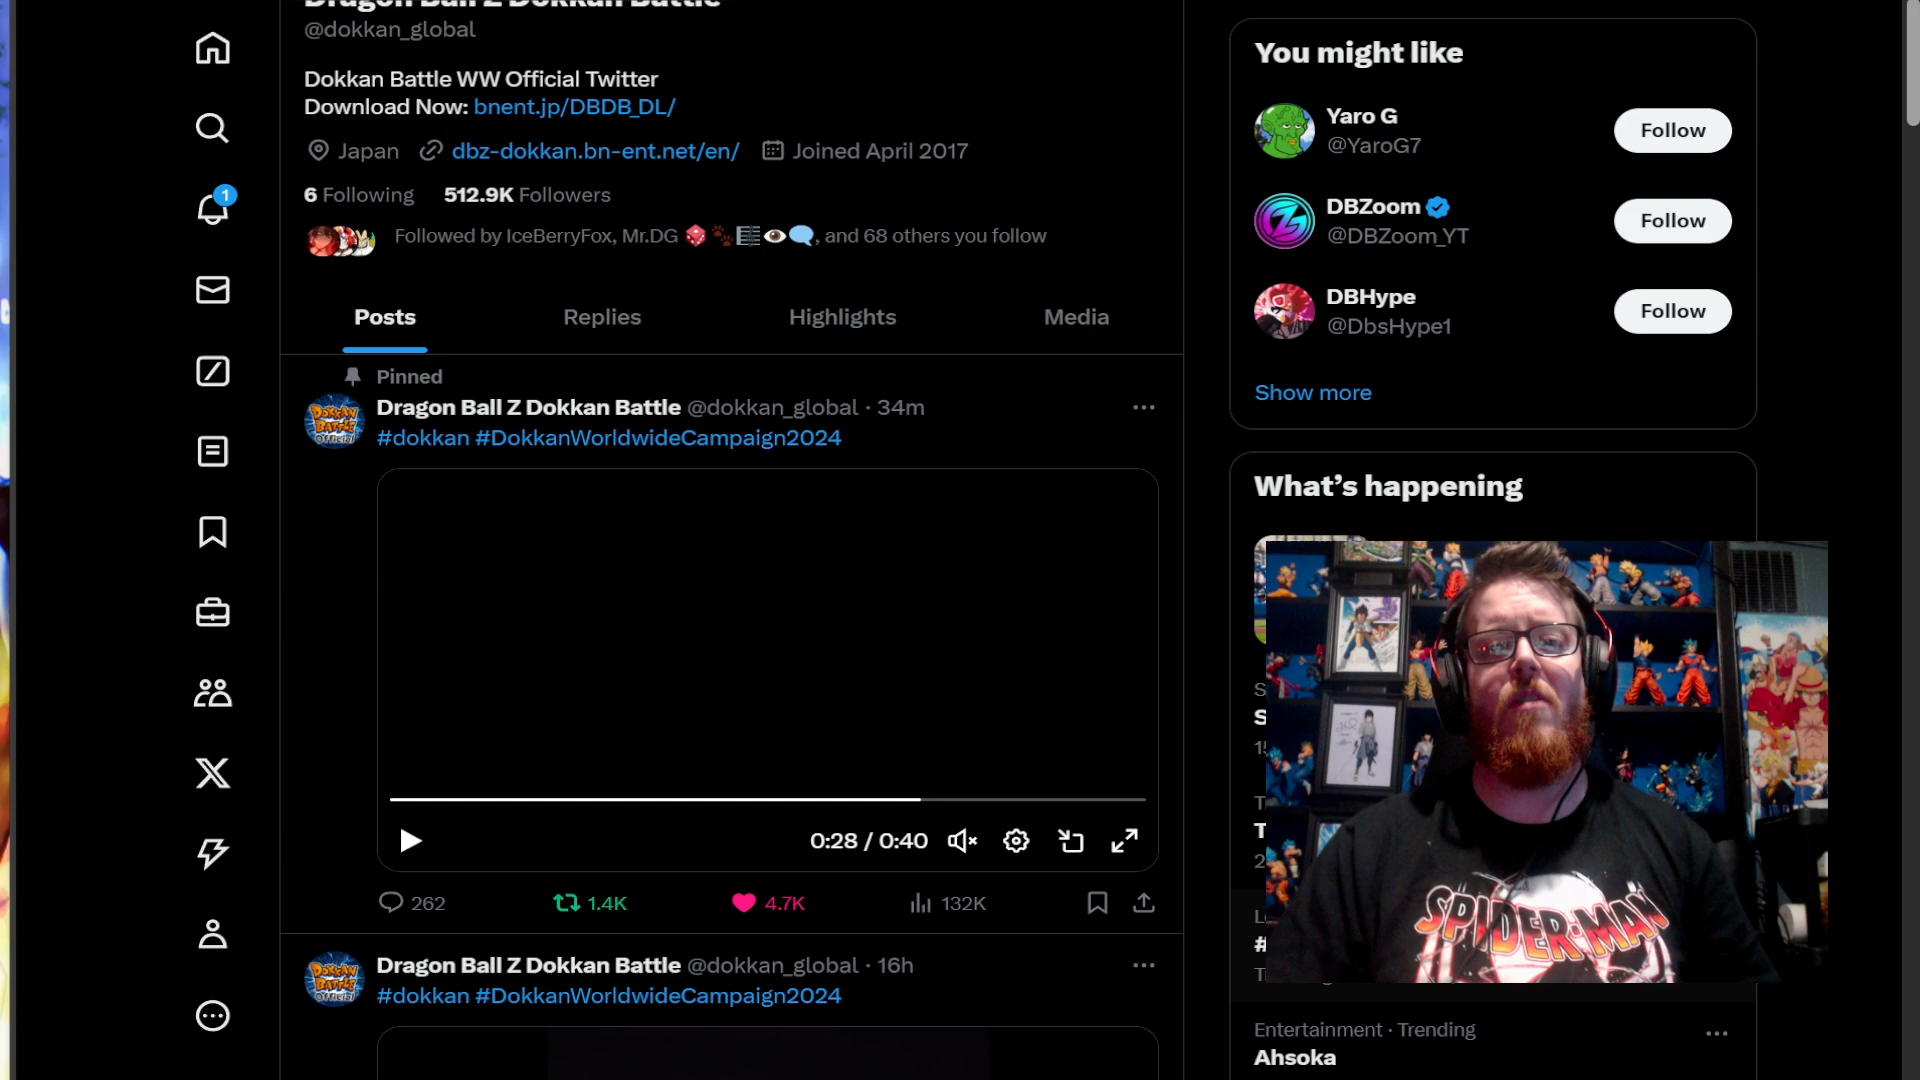 @dokkan_global
Dokkan Battle WW Official Twitter
Download Now: bnent.jp/DBDB_DL/
Japan dbz-dokkan.bn-ent.net/en/ Joined April 2017
6 Following 512.9K Followers
Followed by IceBerryFox, Mr.DG 🎲🐾🎼👁️🗨️, and 68 others you follow
Posts Replies Highlights Media
Pinned
Dragon Ball Z Dokkan Battle @dokkan_global · 34m
#dokkan #DokkanWorldwideCampaign2024
0:28 / 0:40
262 1.4K 4.7K 132K
Dragon Ball Z Dokkan Battle @dokkan_global · 16h
#dokkan #DokkanWorldwideCampaign2024
1
You might like
Yaro G
@YaroG7
Follow
DBZoom
@DBZoom_YT
Follow
DBHype
@DbsHype1
Follow
Show more
What's happening
SPIDER-MAN
Entertainment · Trending
Ahsoka